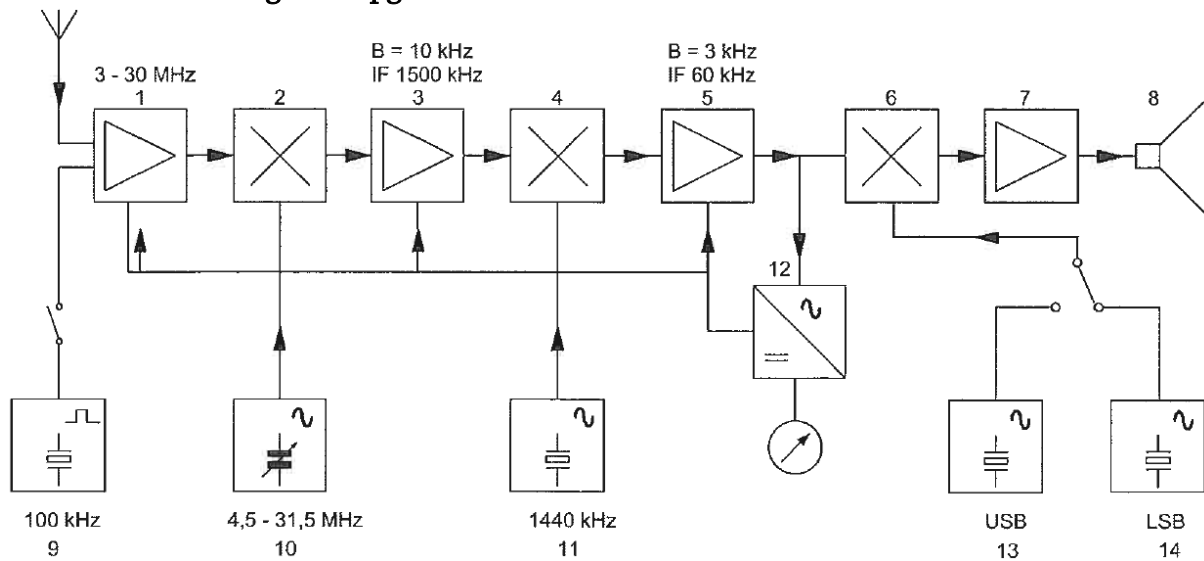 B = 10 kHz
B = 3 kHz
3 - 30 MHz
IF 1500 kHz
IF 60 kHz
1
2
3
4
5
6
7
8
12
100 kHz
4,5 - 31,5 MHz
1440 kHz
USB
LSB
9
10
11
13
14